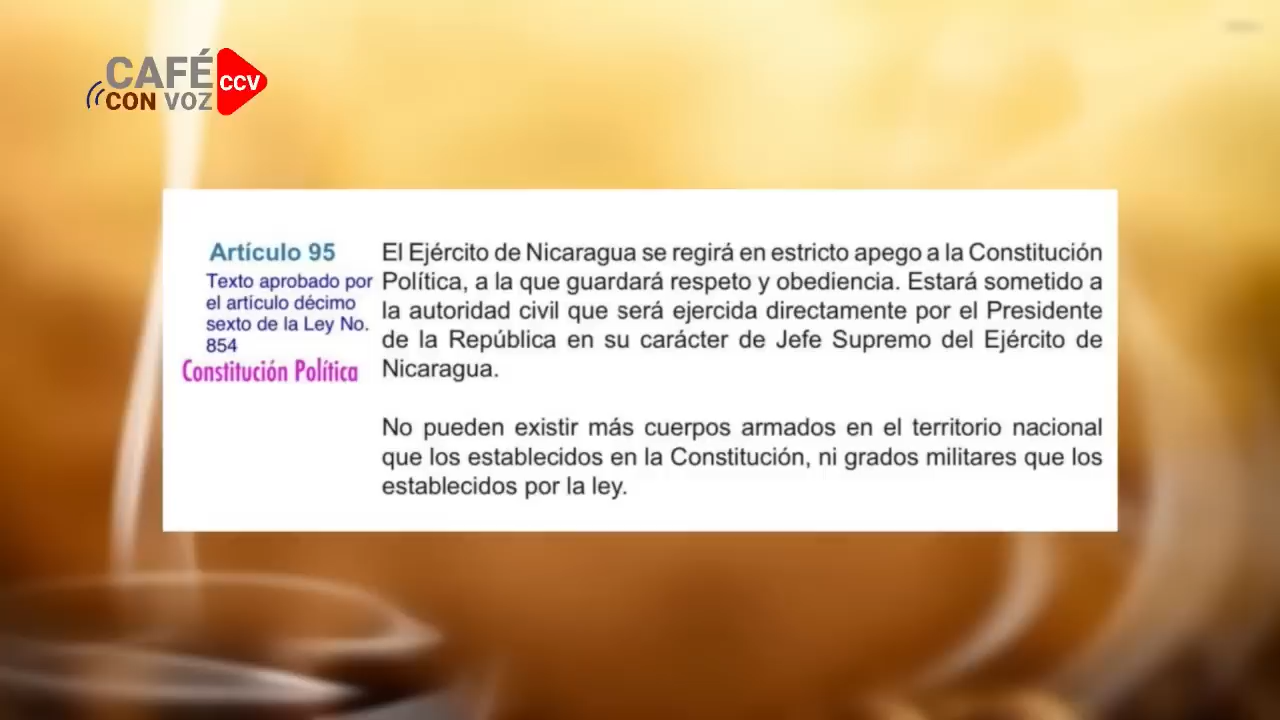 CAFÉ
CON VOZ
CCV
Artículo 95
Texto aprobado por
el artículo décimo
sexto de la Ley No.
854
Constitución Política
El Ejército de Nicaragua se regirá en estricto apego a la Constitución
Política, a la que guardará respeto y obediencia. Estará sometido a
la autoridad civil que será ejercida directamente por el Presidente
de la República en su carácter de Jefe Supremo del Ejército de
Nicaragua.
No pueden existir más cuerpos armados en el territorio nacional
que los establecidos en la Constitución, ni grados militares que los
establecidos por la ley.